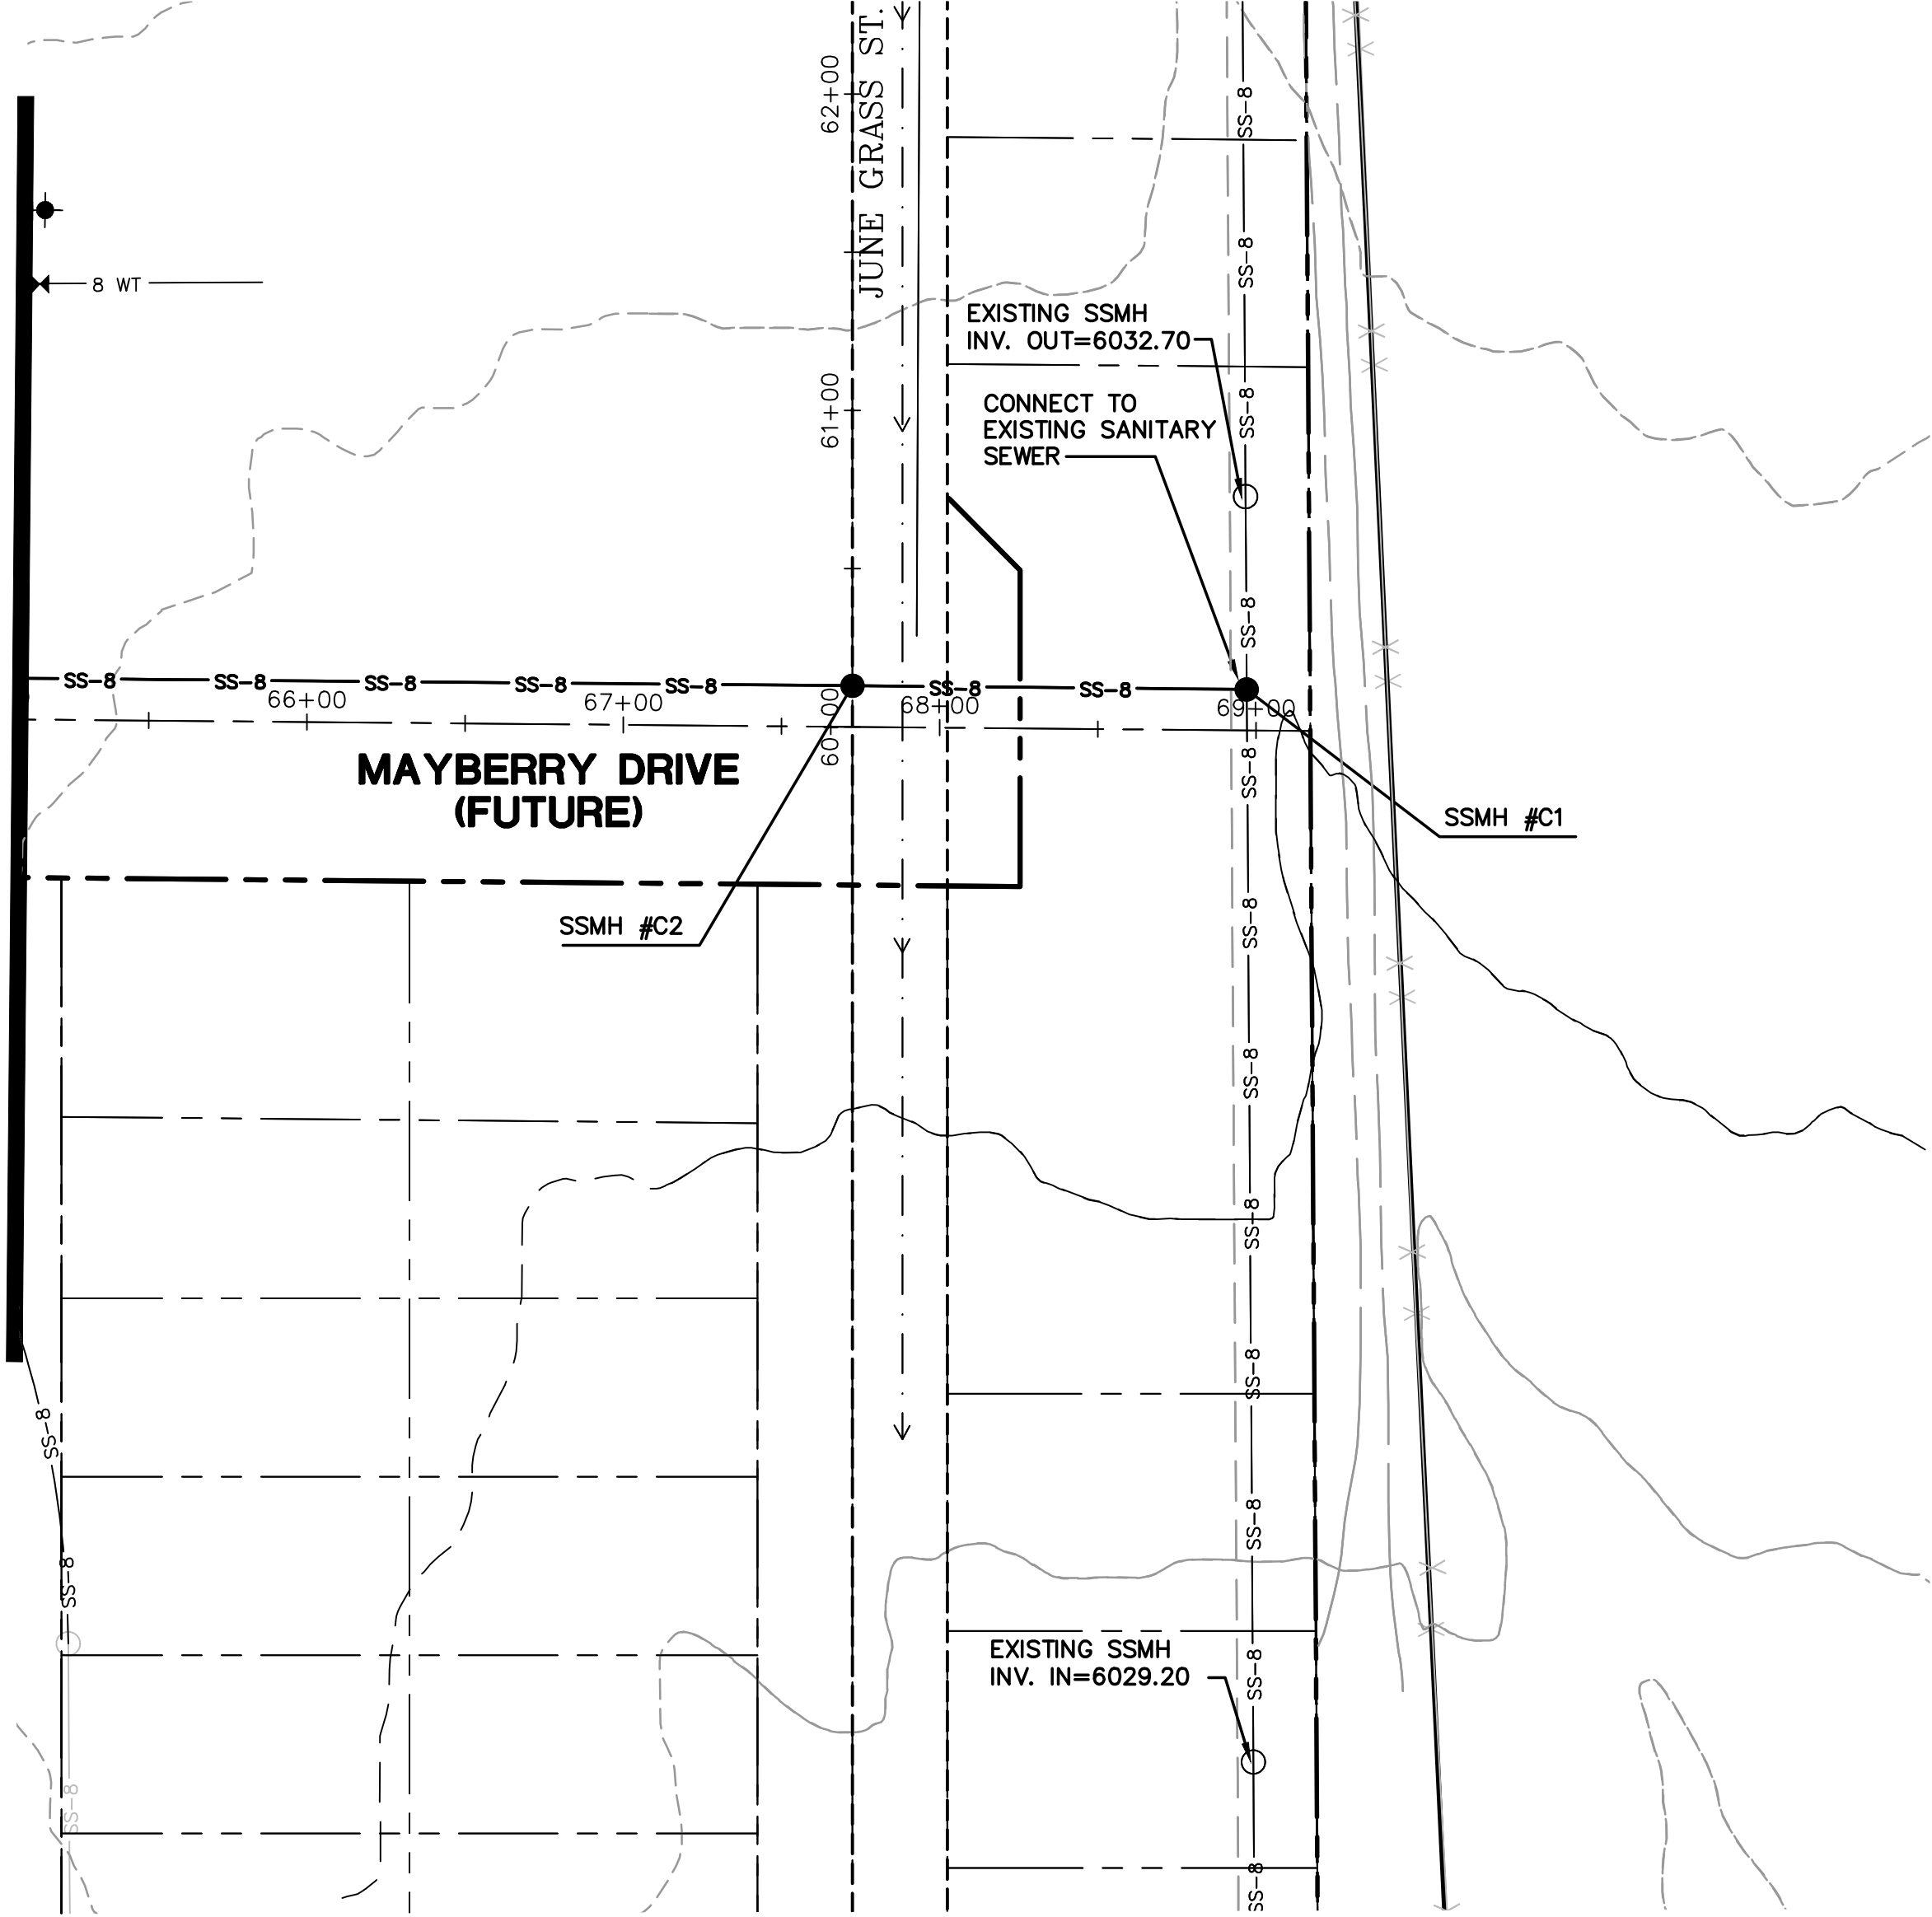 JUNE GRASS ST.
62+00
61+00
60+00
SS-8
SS-8
SS-8
8 WT
EXISTING SSMH
INV. OUT=6032.70
CONNECT TO
EXISTING SANITARY
SEWER
SS-8
SS-8
SS-8
SS-8
SS-8
SS-8
SS-8
SS-8
66+00
67+00
68+00
69+00
MAYBERRY DRIVE
(FUTURE)
SS-8
SSMH #C1
SSMH #C2
SS-8
SS-8
SS-8
SS-8
SS-8
SS-8
SS-8
SS-8
EXISTING SSMH
INV. IN=6029.20
SS-8
SS-8
SS-8